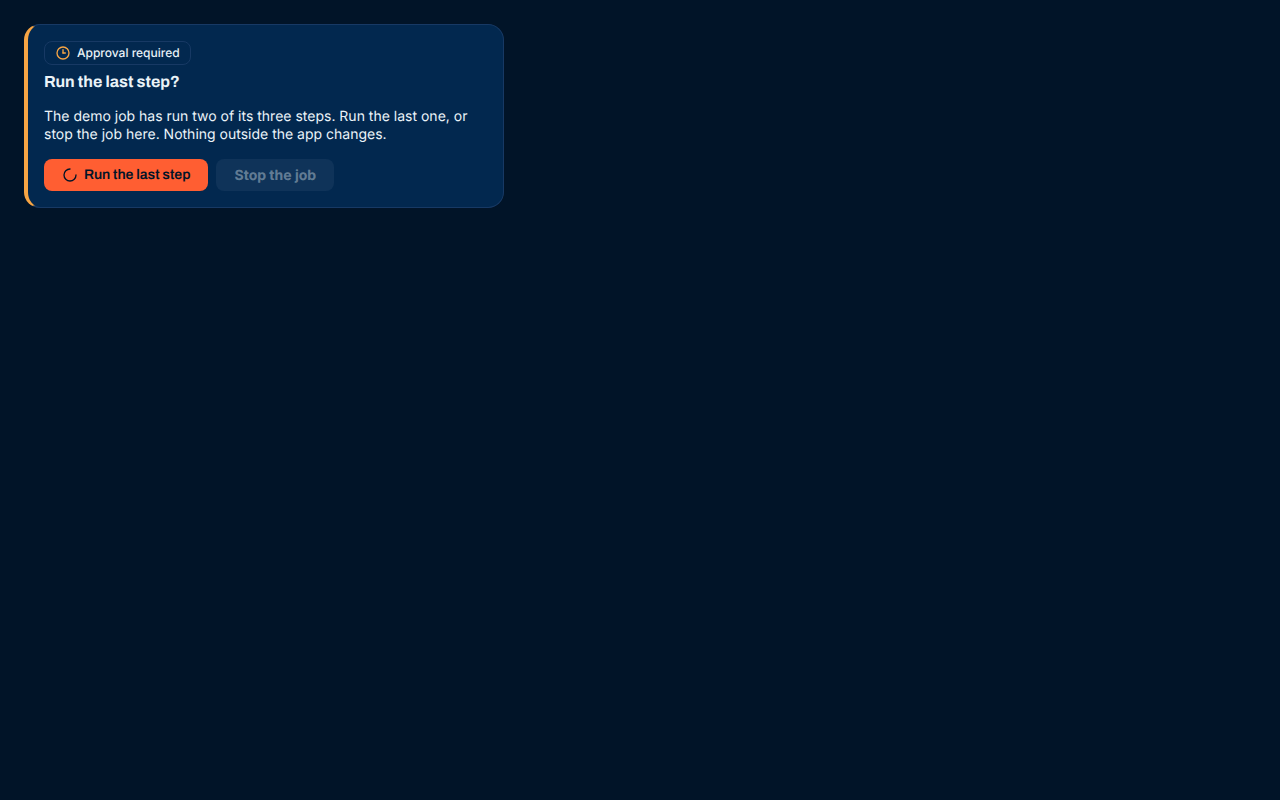 Approval required
Run the last step?
The demo job has run two of its three steps. Run the last one, or
stop the job here. Nothing outside the app changes.
Run the last step
Stop the job